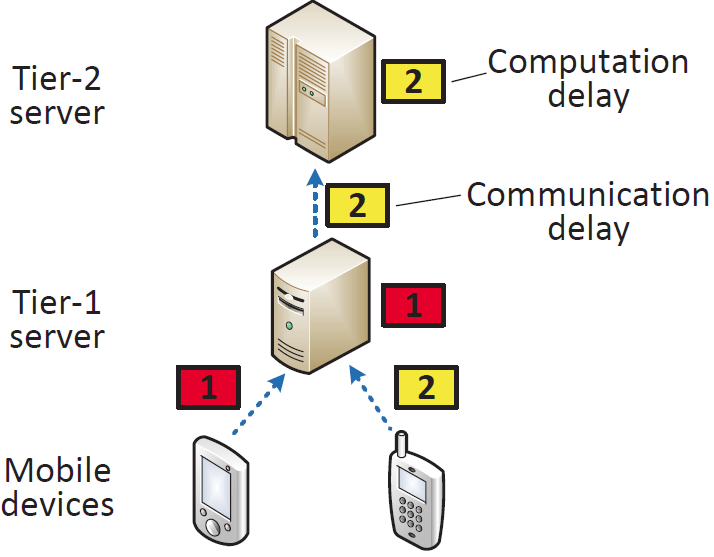 Tier-2
server
2
Computation
delay
2
Communication
delay
Tier-1
server
1
1
2
Mobile
devices